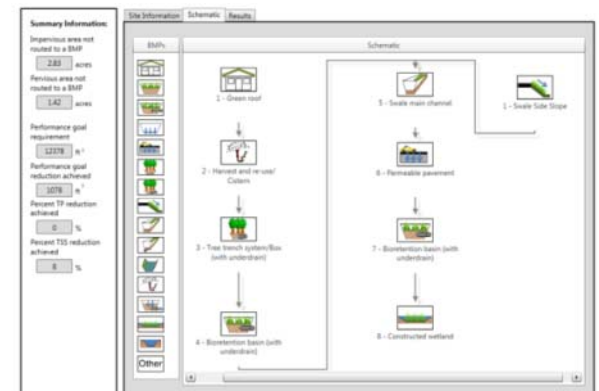 Summary Information:
Impervious area not
routed to a BMP
2.83 acres
Pervious area not
routed to a BMP
1.42 acres
Performance goal
requirement
12378 ft³
Performance goal
reduction achieved
1078 ft³
Percent TP reduction
achieved
0 %
Percent TSS reduction
achieved
%
Site Information Schematic Results
BMPs
Other
Schematic
1 - Green roof
2 - Harvest and re-use/
Cistern
3 - Tree trench system/Box
(with underdrain)
4 - Bioretention basin (with
underdrain)
5 - Swale main channel
6 - Permeable pavement
7 - Bioretention basin (with
underdrain)
8 - Constructed wetland
1 - Swale Side Slope